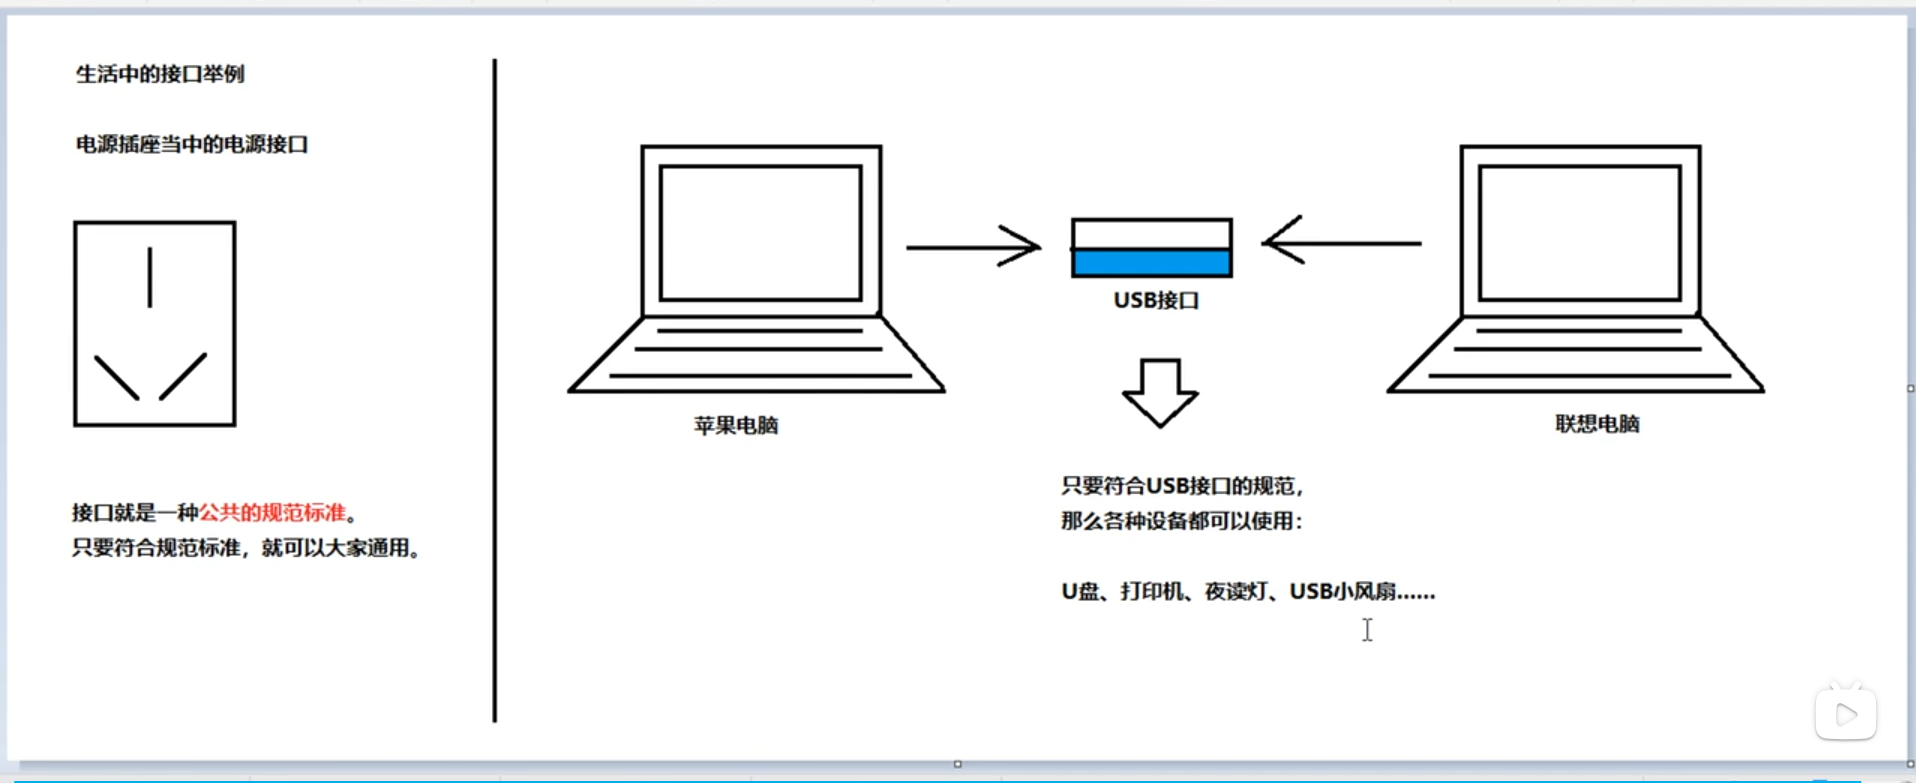 生活中的接口举例
电源插座当中的电源接口
接口就是一种公共的规范标准。
只要符合规范标准，就可以大家通用。
USB接口
苹果电脑
联想电脑
只要符合USB接口的规范，
那么各种设备都可以使用：
U盘、打印机、夜读灯、USB小风扇……